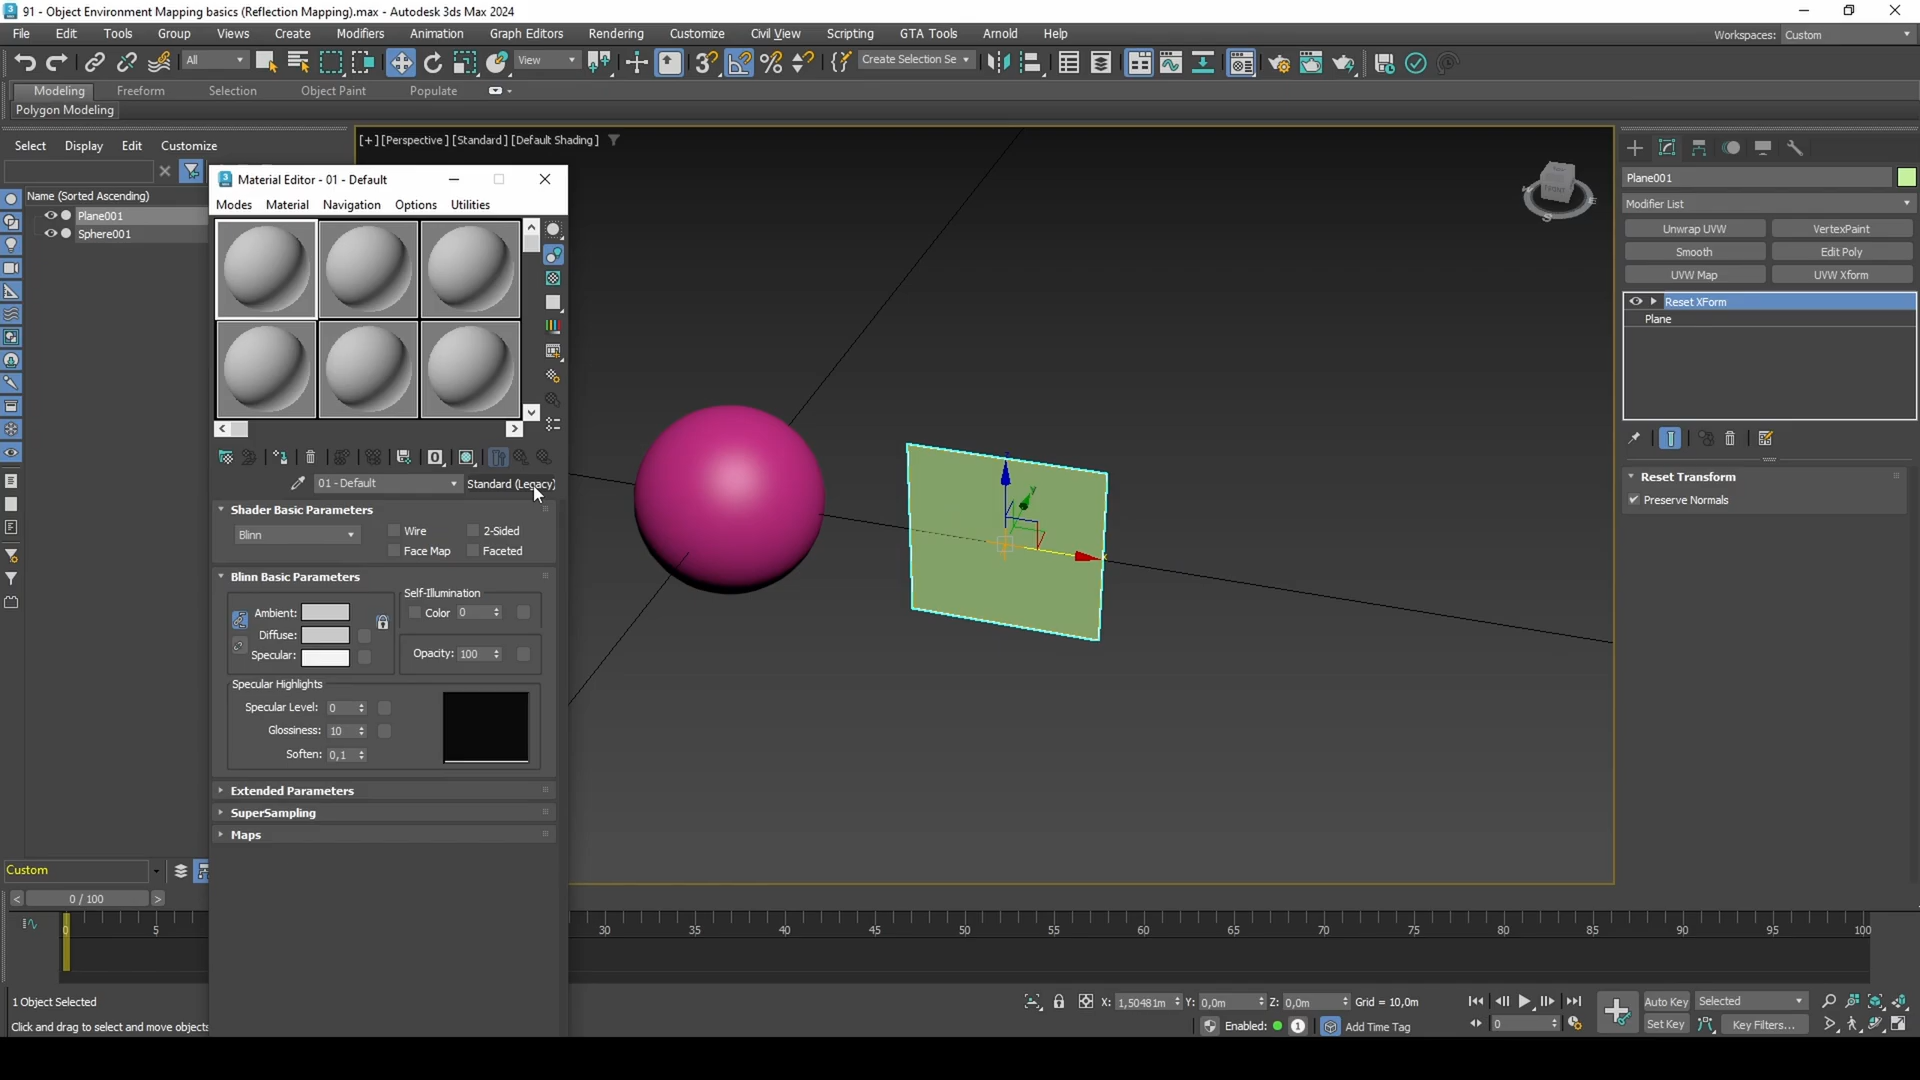 91 - Object Environment Mapping basics (Reflection Mapping).max - Autodesk 3ds Max 2024
File Edit Tools Group Views Create Modifiers Animation Graph Editors Rendering Customize Civil View Scripting GTA Tools Arnold Help
Workspaces: Custom
All View Create Selection Se
Modeling Freeform Selection Object Paint Populate
Polygon Modeling
Select Display Edit Customize
[+] [Perspective] [Standard] [Default Shading]
Name (Sorted Ascending)
Plane001
Sphere001
Material Editor - 01 - Default
Modes Material Navigation Options Utilities
01 - Default Standard (Legacy)
Shader Basic Parameters
Blinn Wire 2-Sided
Face Map Faceted
Blinn Basic Parameters
Self-Illumination
Ambient: Color 0
Diffuse:
Specular: Opacity: 100
Specular Highlights
Specular Level: 0
Glossiness: 10
Soften: 0,1
Extended Parameters
SuperSampling
Maps
Plane001
Modifier List
Unwrap UVW VertexPaint
Smooth Edit Poly
UVW Map UVW Xform
Reset XForm
Plane
Reset Transform
Preserve Normals
FRONT
W S E
x y
Custom
0 / 100
0 5 30 35 40 45 50 55 60 65 70 75 80 85 90 95 100
1 Object Selected
X: 1,50481m Y: 0,0m Z: 0,0m Grid = 10,0m
Auto Key Selected
Click and drag to select and move objects
Enabled: 1 Add Time Tag
0 Set Key Key Filters...